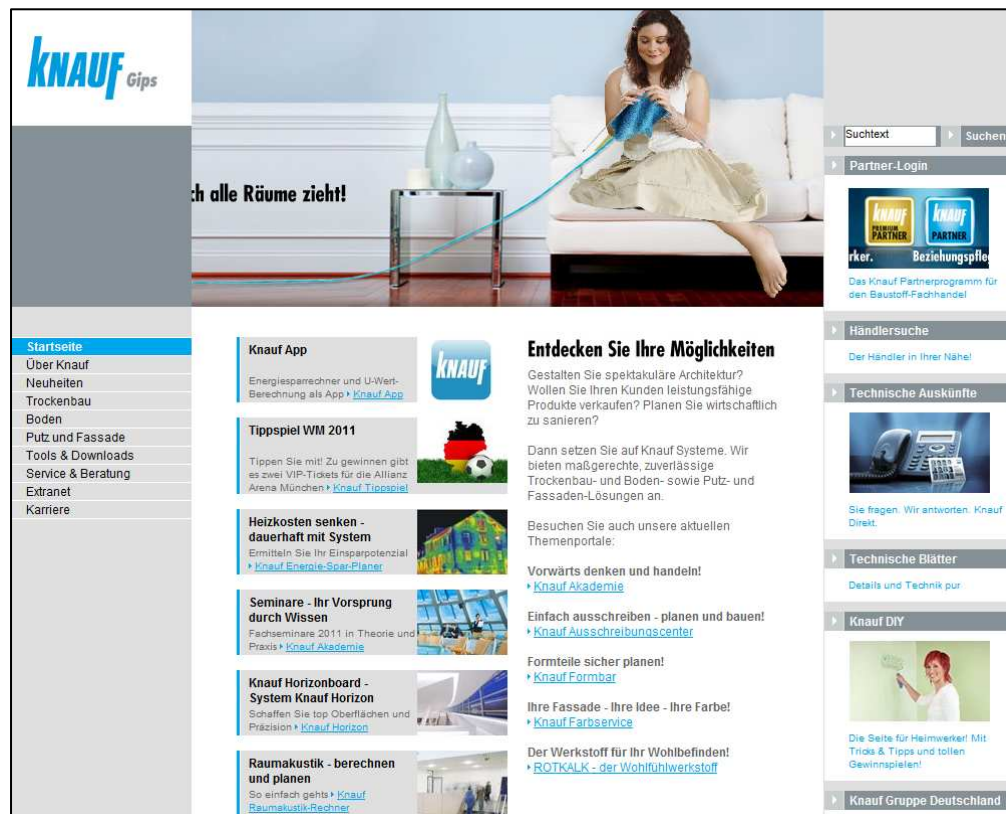 KNAUF Gips
ch alle Räume zieht!
Suchtext
Suchen
Partner-Login
KNAUF
PREMIUM
PARTNER
KNAUF
PARTNER
rker. Beziehungspfle
Das Knauf Partnerprogramm für
den Baustoff-Fachhandel
Händlersuche
Der Händler in Ihrer Nähe!
Technische Auskünfte
Sie fragen. Wir antworten. Knauf
Direkt.
Technische Blätter
Details und Technik pur
Knauf DIY
Die Seite für Heimwerker! Mit
Tricks & Tipps und tollen
Gewinnspielen!
Knauf Gruppe Deutschland
Startseite
Über Knauf
Neuheiten
Trockenbau
Boden
Putz und Fassade
Tools & Downloads
Service & Beratung
Extranet
Karriere
Knauf App
Energiesparrechner und U-Wert-
Berechnung als App Knauf App
KNAUF
Tippspiel WM 2011
Tippen Sie mit! Zu gewinnen gibt
es zwei VIP-Tickets für die Allianz
Arena München Knauf Tippspiel
Heizkosten senken -
dauerhaft mit System
Ermitteln Sie Ihr Einsparpotenzial
Knauf Energie-Spar-Planer
Seminare - Ihr Vorsprung
durch Wissen
Fachseminare 2011 in Theorie und
Praxis Knauf Akademie
Knauf Horizonboard -
System Knauf Horizon
Schaffen Sie top Oberflächen und
Präzision Knauf Horizon
Raumakustik - berechnen
und planen
So einfach gehts Knauf
Raumakustik-Rechner
Entdecken Sie Ihre Möglichkeiten
Gestalten Sie spektakuläre Architektur?
Wollen Sie Ihren Kunden leistungsfähige
Produkte verkaufen? Planen Sie wirtschaftlich
zu sanieren?
Dann setzen Sie auf Knauf Systeme. Wir
bieten maßgerechte, zuverlässige
Trockenbau- und Boden- sowie Putz- und
Fassaden-Lösungen an.
Besuchen Sie auch unsere aktuellen
Themenportale:
Vorwärts denken und handeln!
Knauf Akademie
Einfach ausschreiben - planen und bauen!
Knauf Ausschreibungscenter
Formteile sicher planen!
Knauf Formbar
Ihre Fassade - Ihre Idee - Ihre Farbe!
Knauf Farbservice
Der Werkstoff für Ihr Wohlbefinden!
ROTKALK - der Wohlfühlwerkstoff